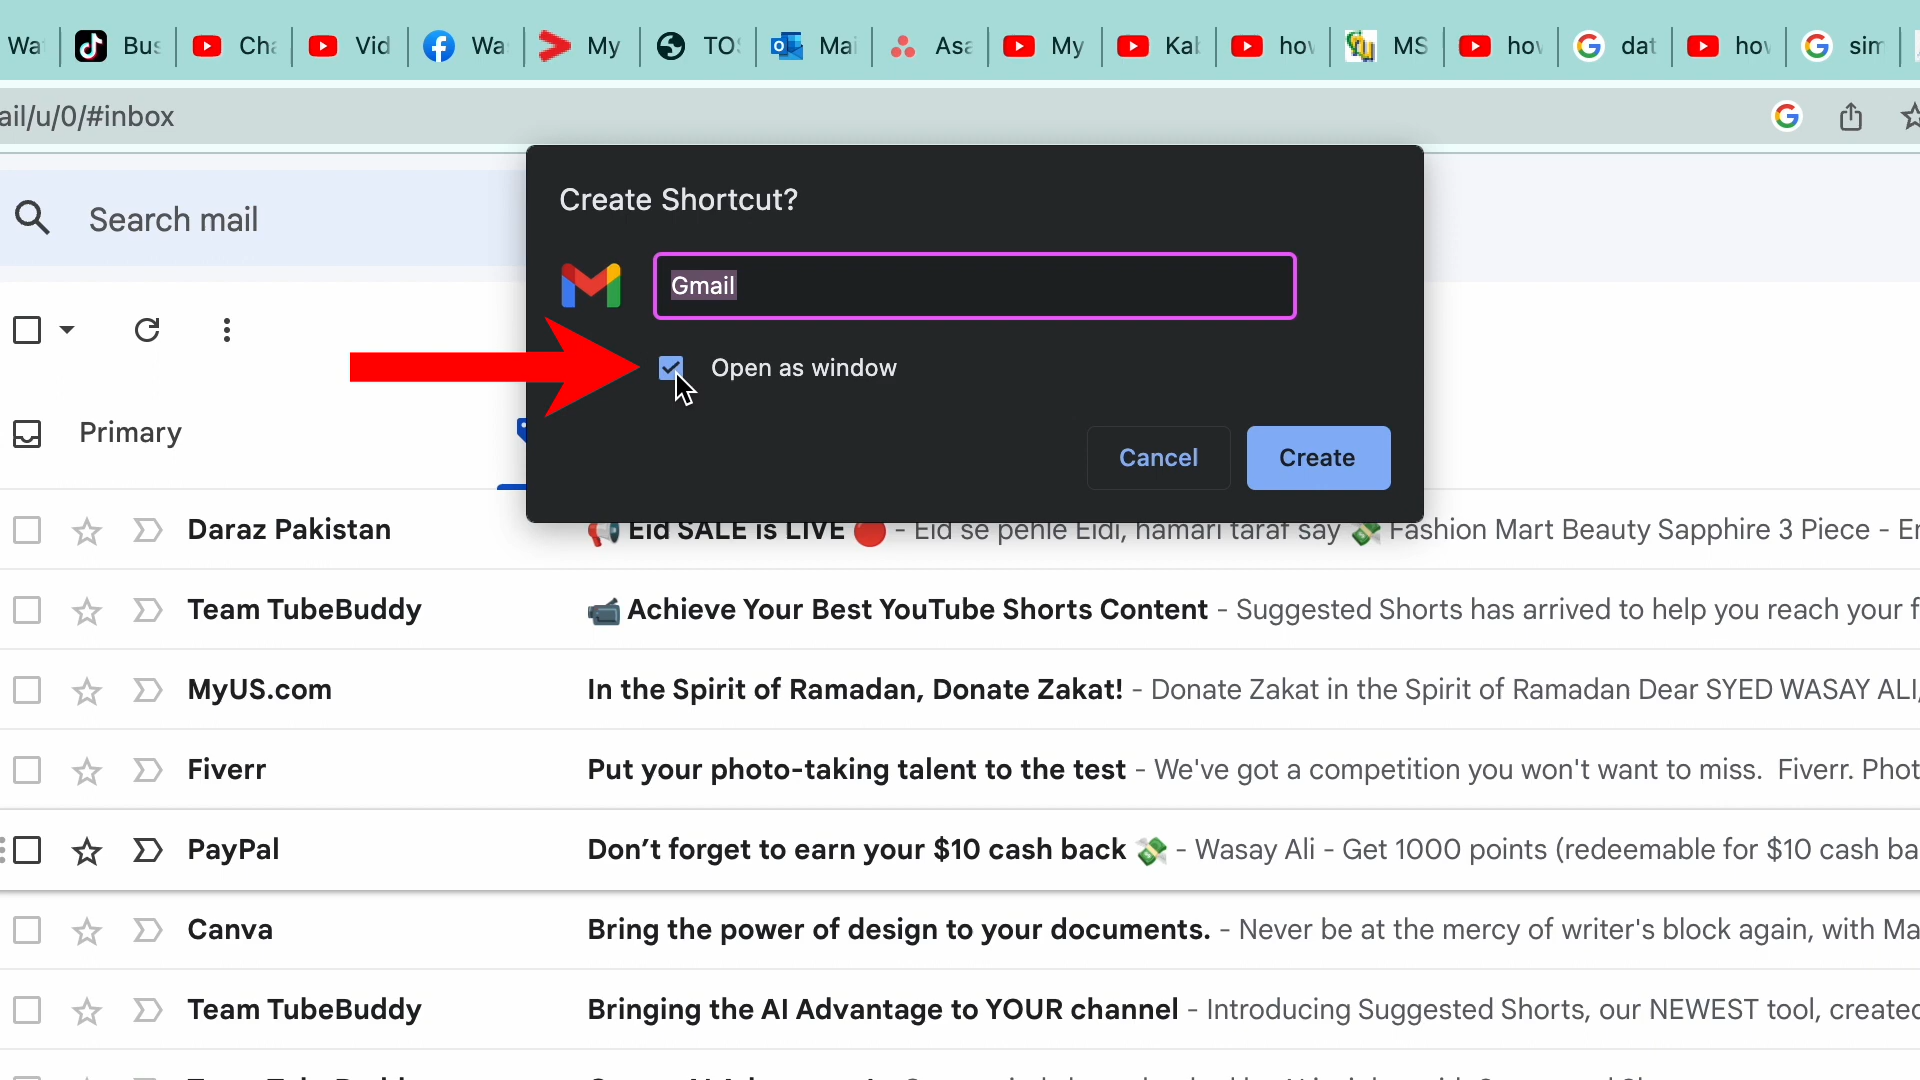 Wa Bus Cha Vid Wa My TOS Mai Asa My Kab how MS how dat how sim
ail/u/0/#inbox
Search mail
Create Shortcut?
Gmail
Open as window
Cancel Create
Primary
Daraz Pakistan Eid SALE is LIVE - Eid se pehle Eidi, hamari taraf say Fashion Mart Beauty Sapphire 3 Piece - En
Team TubeBuddy Achieve Your Best YouTube Shorts Content - Suggested Shorts has arrived to help you reach your f
MyUS.com In the Spirit of Ramadan, Donate Zakat! - Donate Zakat in the Spirit of Ramadan Dear SYED WASAY ALI,
Fiverr Put your photo-taking talent to the test - We've got a competition you won't want to miss. Fiverr. Phot
PayPal Don’t forget to earn your $10 cash back - Wasay Ali - Get 1000 points (redeemable for $10 cash ba
Canva Bring the power of design to your documents. - Never be at the mercy of writer's block again, with Ma
Team TubeBuddy Bringing the AI Advantage to YOUR channel - Introducing Suggested Shorts, our NEWEST tool, created